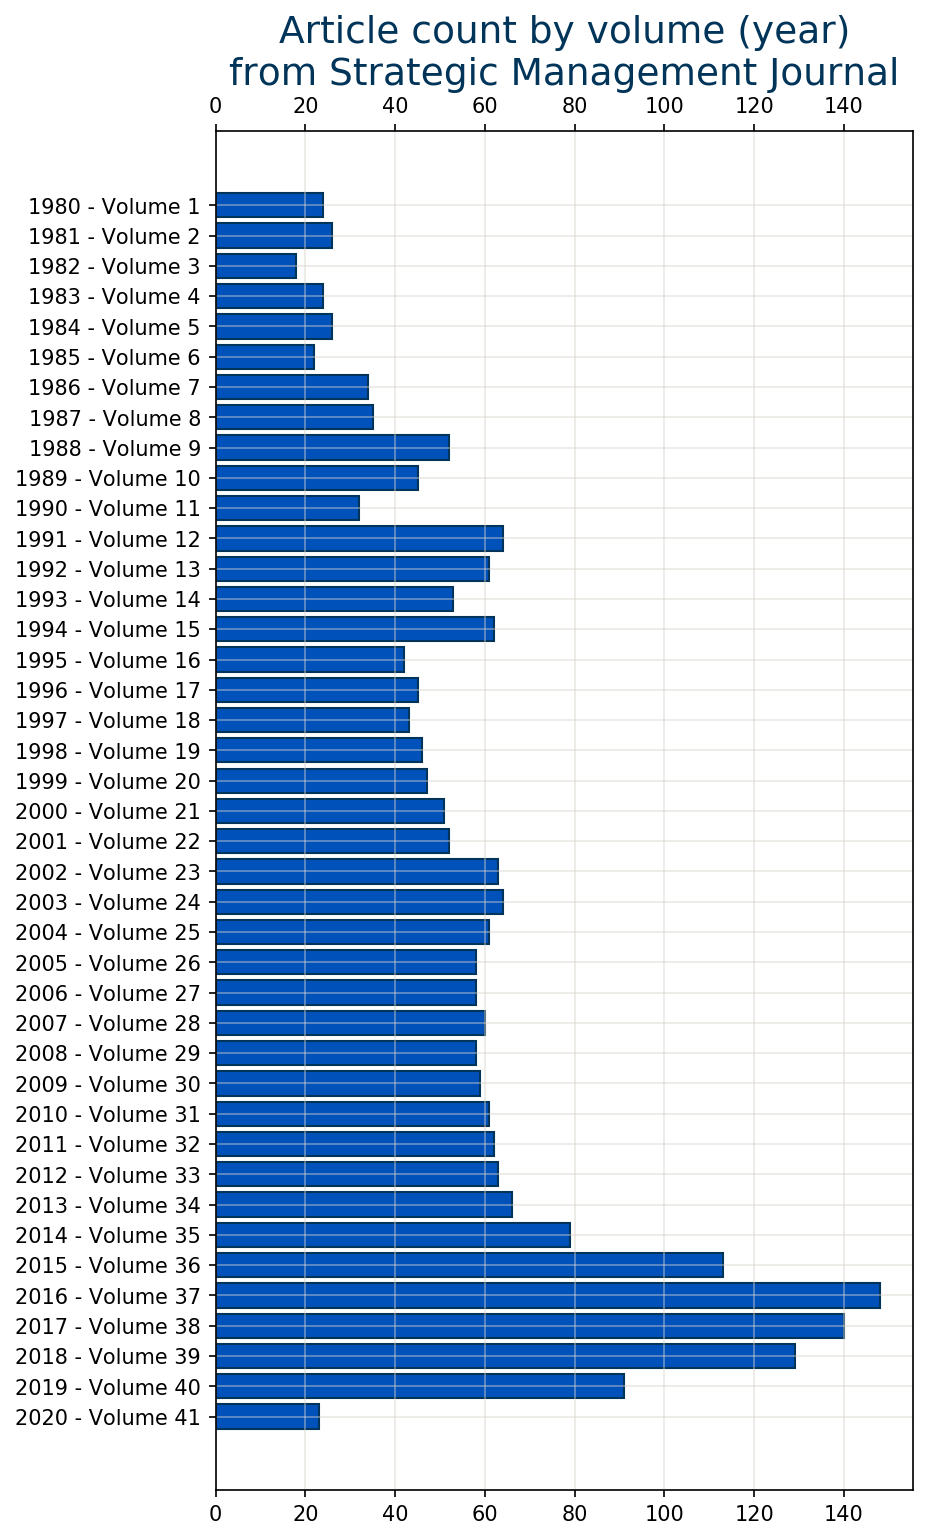 Article count by volume (year)
from Strategic Management Journal
0 20 40 60 80 100 120 140
1980 - Volume 1
1981 - Volume 2
1982 - Volume 3
1983 - Volume 4
1984 - Volume 5
1985 - Volume 6
1986 - Volume 7
1987 - Volume 8
1988 - Volume 9
1989 - Volume 10
1990 - Volume 11
1991 - Volume 12
1992 - Volume 13
1993 - Volume 14
1994 - Volume 15
1995 - Volume 16
1996 - Volume 17
1997 - Volume 18
1998 - Volume 19
1999 - Volume 20
2000 - Volume 21
2001 - Volume 22
2002 - Volume 23
2003 - Volume 24
2004 - Volume 25
2005 - Volume 26
2006 - Volume 27
2007 - Volume 28
2008 - Volume 29
2009 - Volume 30
2010 - Volume 31
2011 - Volume 32
2012 - Volume 33
2013 - Volume 34
2014 - Volume 35
2015 - Volume 36
2016 - Volume 37
2017 - Volume 38
2018 - Volume 39
2019 - Volume 40
2020 - Volume 41
0 20 40 60 80 100 120 140